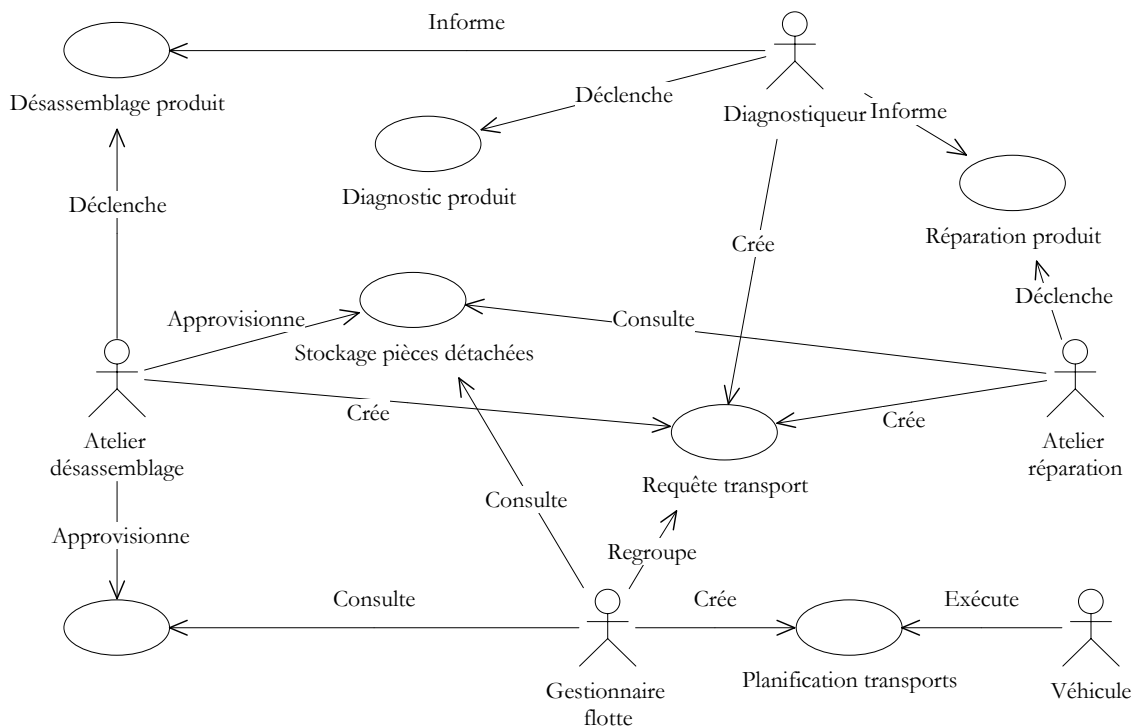 Informe
Désassemblage produit
Déclenche
Diagnostiqueur
Informe
Diagnostic produit
Déclenche
Crée
Réparation produit
Déclenche
Approvisionne
Consulte
Stockage pièces détachées
Crée
Crée
Atelier
désassemblage
Atelier
réparation
Requête transport
Consulte
Approvisionne
Regroupe
Consulte
Crée
Exécute
Planification transports
Gestionnaire
flotte
Véhicule